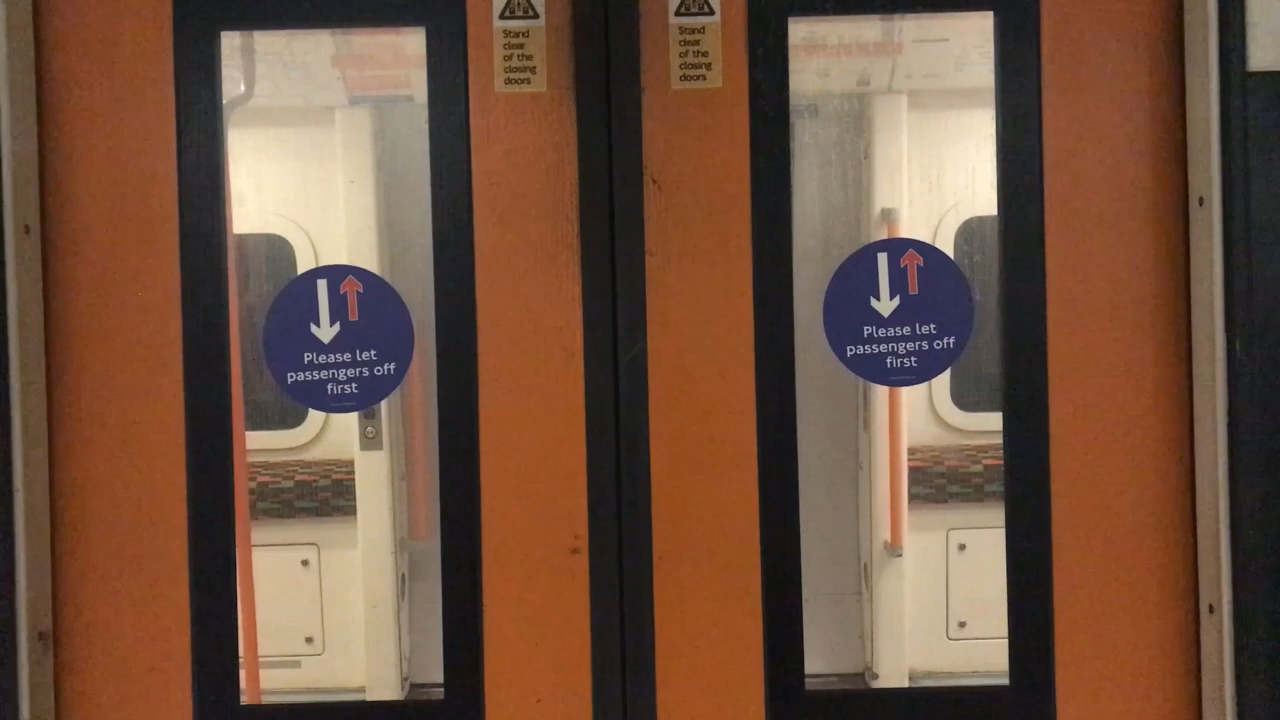 Stand
clear
of the
closing
doors
Stand
clear
of the
closing
doors
Please let
passengers off
first
Please let
passengers off
first